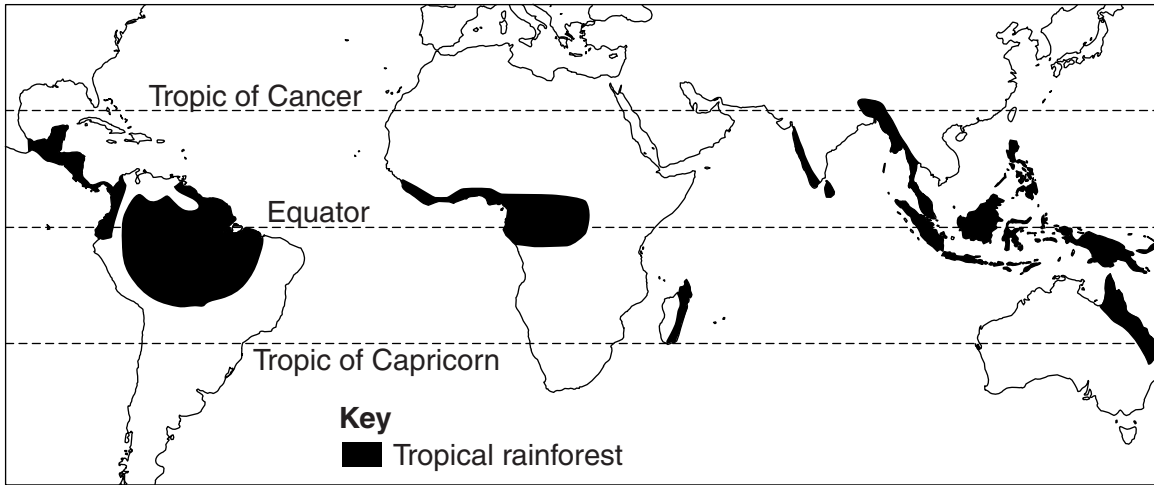 Tropic of Cancer
Equator
Tropic of Capricorn
Key
Tropical rainforest